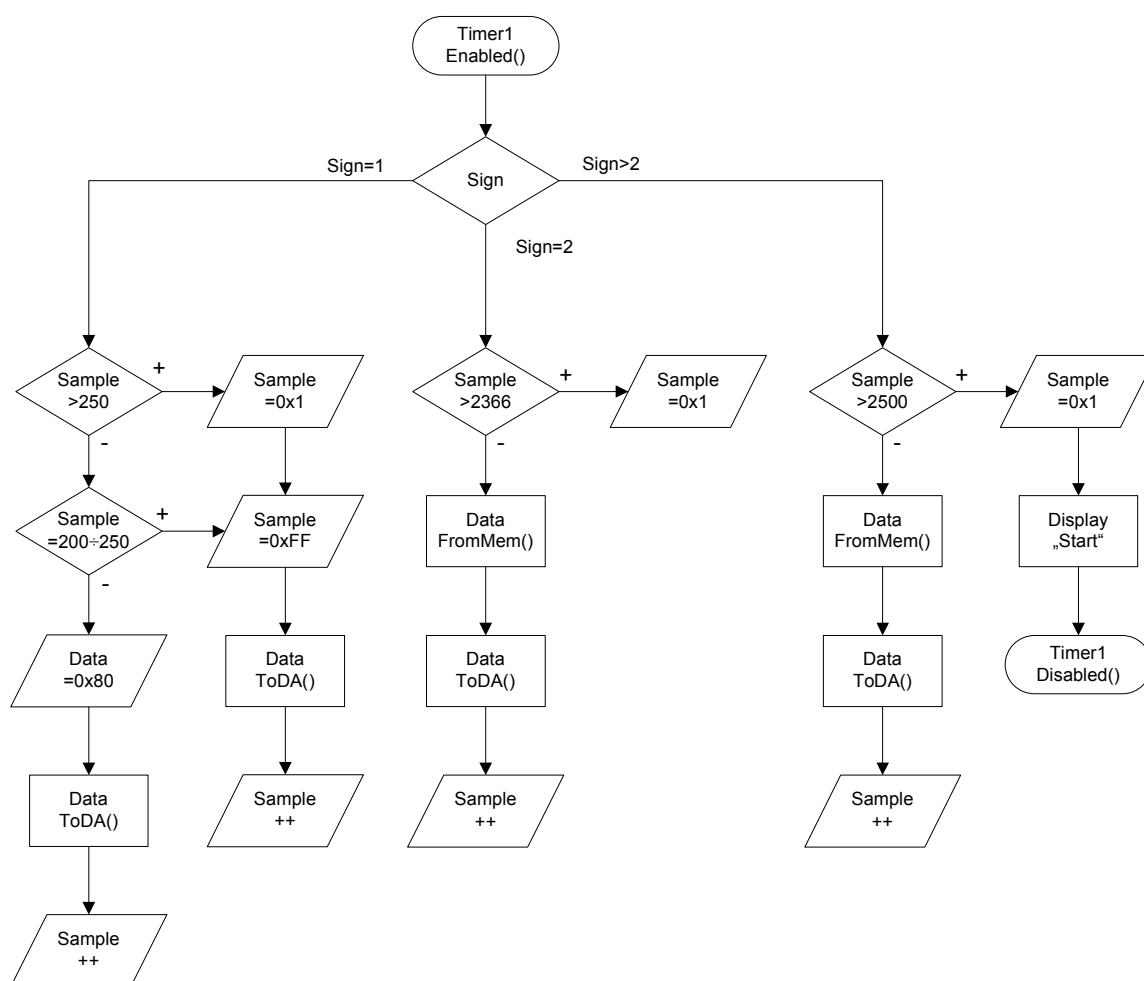 Timer1
Enabled()
Sign=1
Sign
Sign>2
Sign=2
Sample
>250
+
-
Sample
=0x1
Sample
>2366
+
-
Sample
=0x1
Sample
>2500
+
-
Sample
=0x1
Sample
=200÷250
+
-
Sample
=0xFF
Data
FromMem()
Data
FromMem()
Display
„Start“
Data
=0x80
Data
ToDA()
Data
ToDA()
Data
ToDA()
Timer1
Disabled()
Data
ToDA()
Sample
++
Sample
++
Sample
++
Sample
++